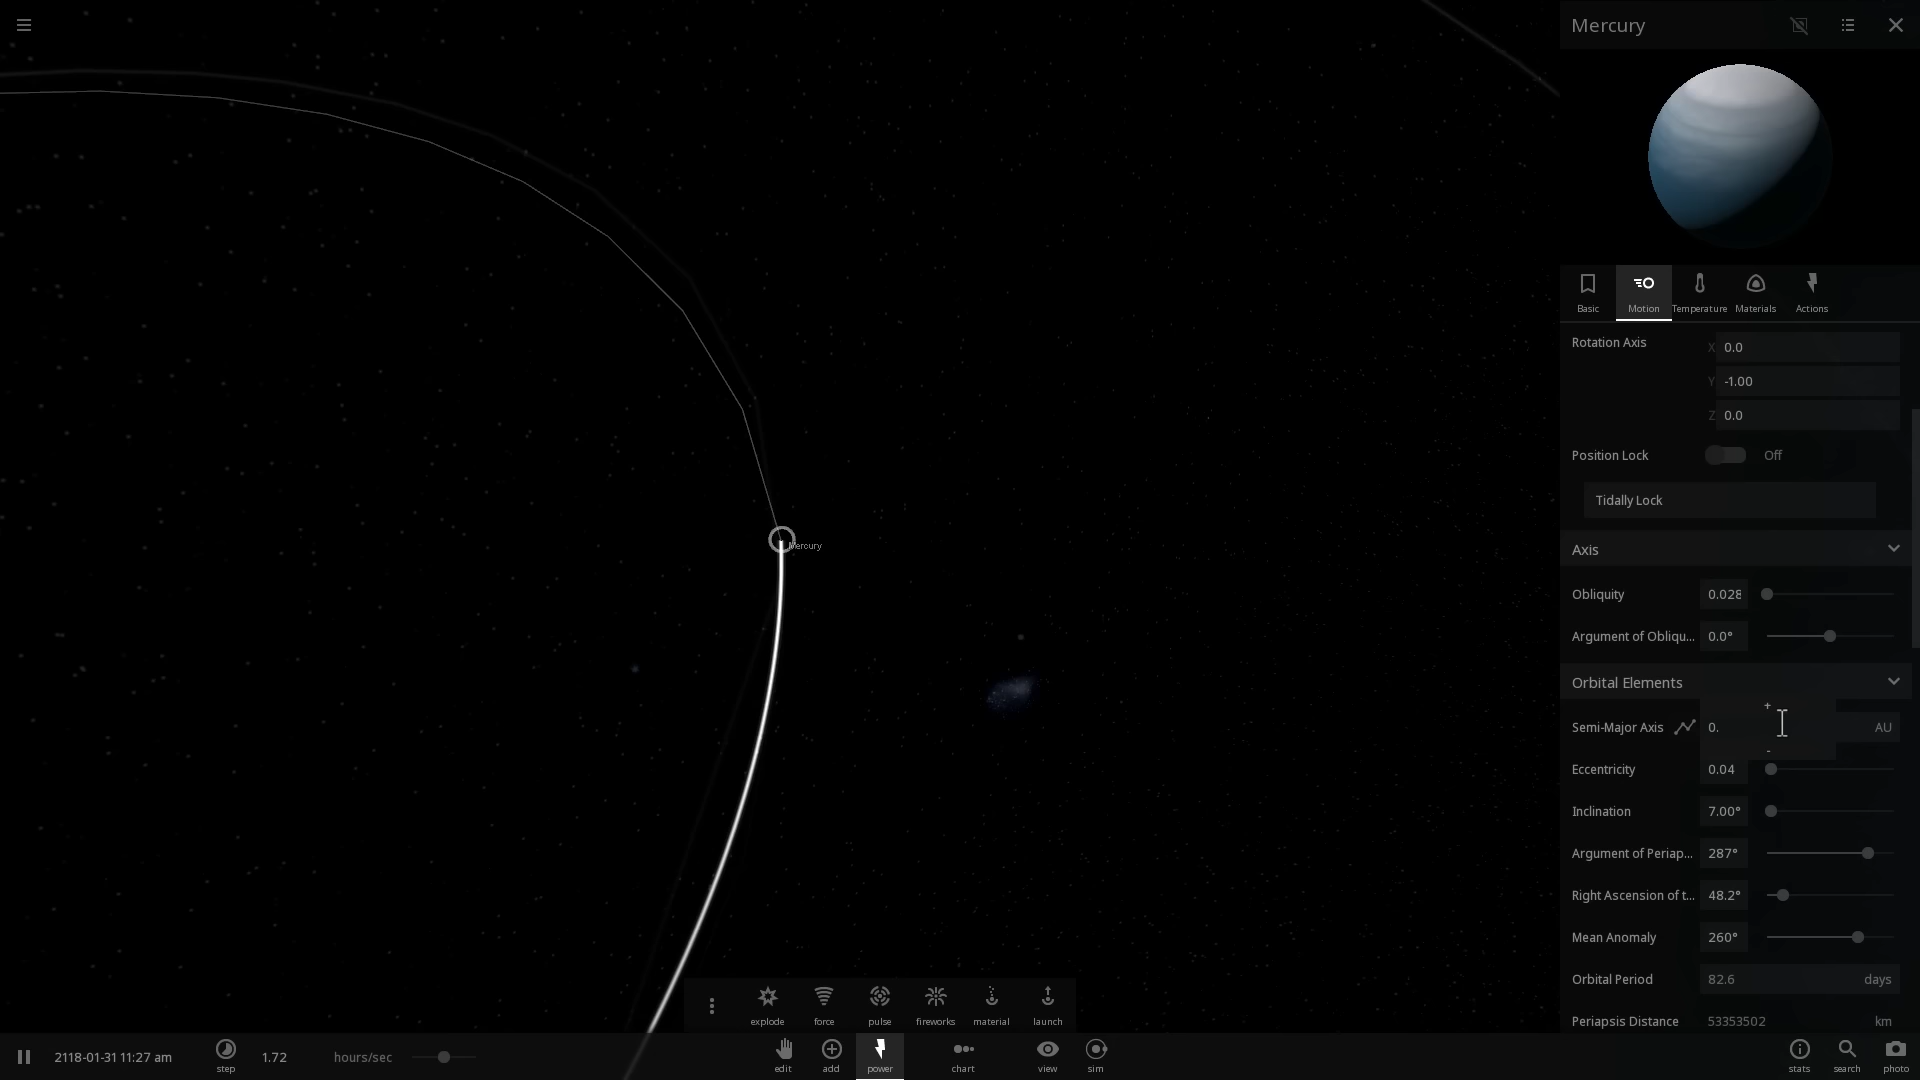 Mercury
Basic
Motion
Temperature
Materials
Actions
Rotation Axis
X 0.0
Y -1.00
Z 0.0
Position Lock Off
Tidally Lock
Axis
Obliquity 0.028
Argument of Obliqu... 0.0°
Orbital Elements
+
Semi-Major Axis 0. AU
-
Eccentricity 0.04
Inclination 7.00°
Argument of Periap... 287°
Right Ascension of t... 48.2°
Mean Anomaly 260°
Orbital Period 82.6 days
Periapsis Distance 53353502 km
Mercury
explode
force
pulse
fireworks
material
launch
2118-01-31 11:27 am
step
1.72 hours/sec
edit
add
power
chart
view
sim
stats
search
photo